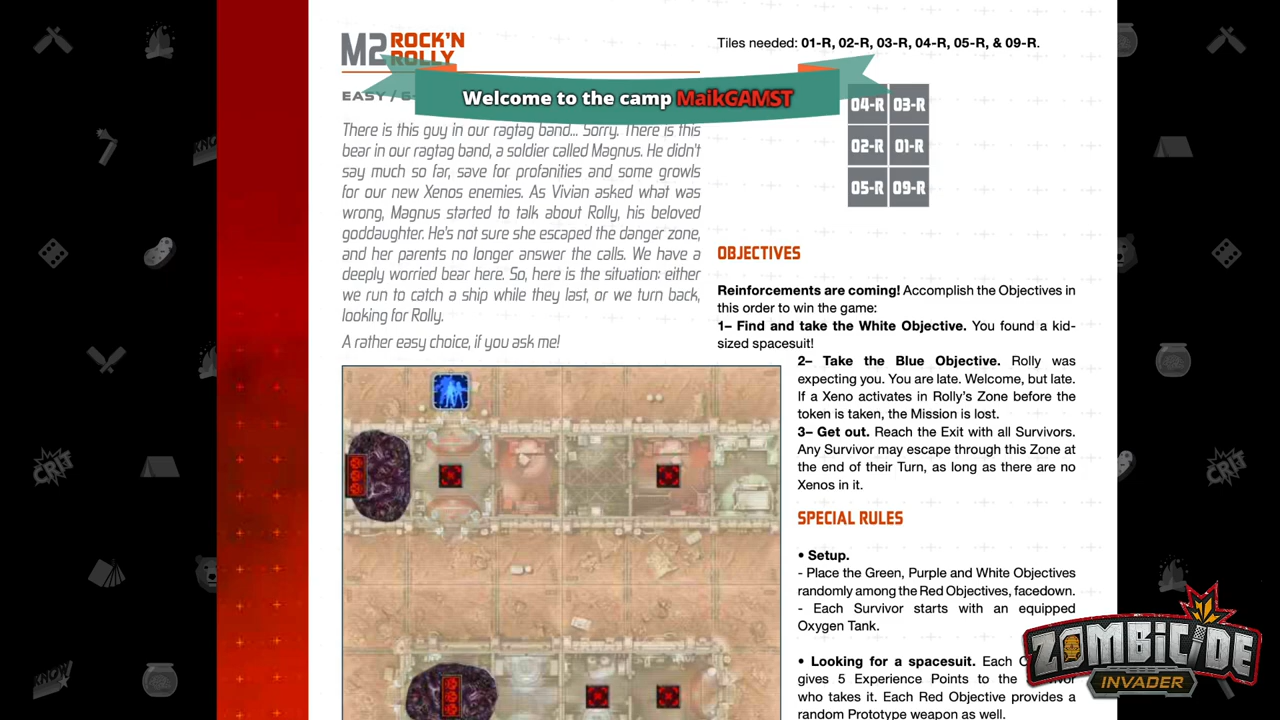 M2 ROCK'N
ROLLY
EASY / 6
Welcome to the camp MaikGAMST
There is this guy in our ragtag band... Sorry. There is this
bear in our ragtag band, a soldier called Magnus. He didn't
say much so far, save for profanities and some growls
for our new Xenos enemies. As Vivian asked what was
wrong, Magnus started to talk about Rolly, his beloved
goddaughter. He's not sure she escaped the danger zone,
and her parents no longer answer the calls. We have a
deeply worried bear here. So, here is the situation: either
we run to catch a ship while they last, or we turn back,
looking for Rolly.
A rather easy choice, if you ask me!
Tiles needed: 01-R, 02-R, 03-R, 04-R, 05-R, & 09-R.
04-R 03-R
02-R 01-R
05-R 09-R
OBJECTIVES
Reinforcements are coming! Accomplish the Objectives in
this order to win the game:
1– Find and take the White Objective. You found a kid-
sized spacesuit!
2– Take the Blue Objective. Rolly was
expecting you. You are late. Welcome, but late.
If a Xeno activates in Rolly's Zone before the
token is taken, the Mission is lost.
3– Get out. Reach the Exit with all Survivors.
Any Survivor may escape through this Zone at
the end of their Turn, as long as there are no
Xenos in it.
SPECIAL RULES
• Setup.
- Place the Green, Purple and White Objectives
randomly among the Red Objectives, facedown.
- Each Survivor starts with an equipped
Oxygen Tank.
• Looking for a spacesuit. Each
gives 5 Experience Points to the
who takes it. Each Red Objective provides a
random Prototype weapon as well.
ZOMBICIDE
INVADER
KNOW
CRIT
CRIT
KNOW